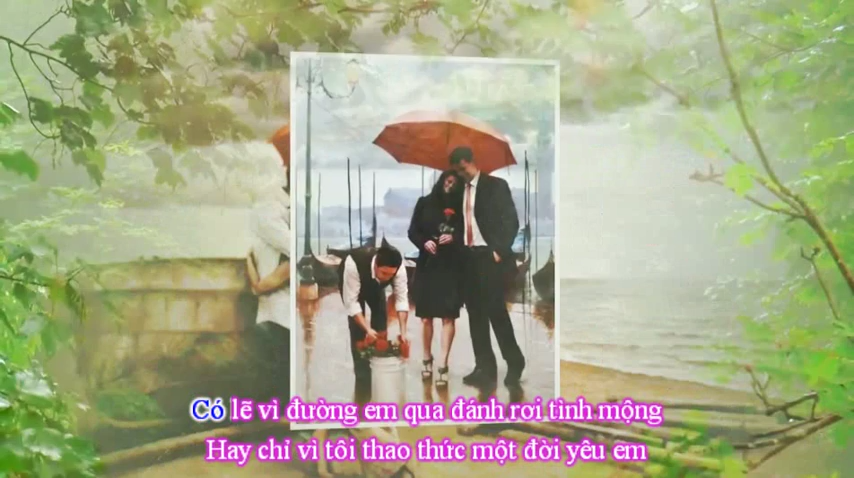 Có lẽ vì đường em qua đánh rơi tình mộng
Hay chỉ vì tôi thao thức một đời yêu em